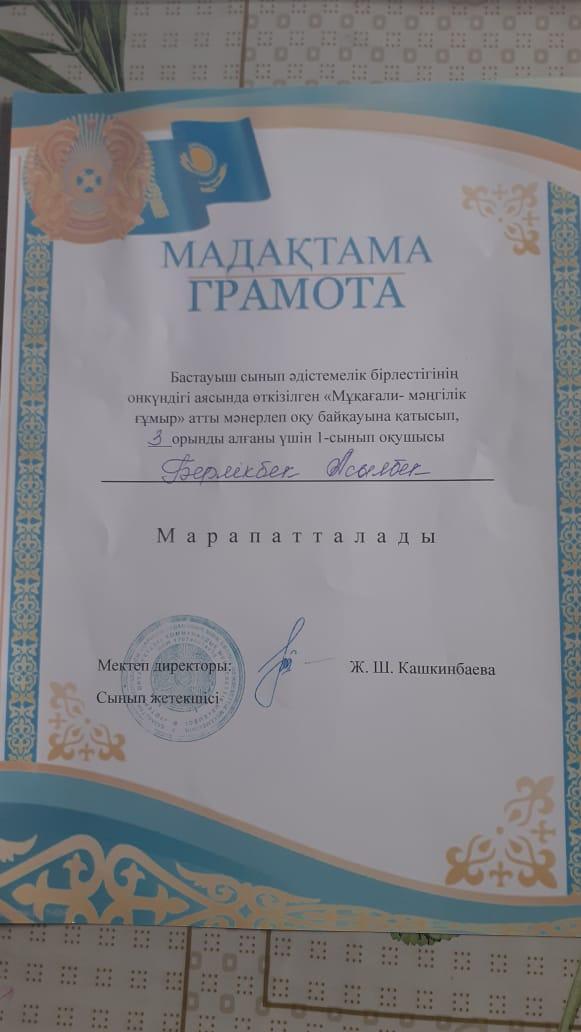 МАДАҚТАМА
ГРАМОТА
Бастауыш сынып әдістемелік бірлестігінің
онкүндігі аясында өткізілген «Мұқағали- мәңгілік
ғұмыр» атты мәнерлеп оқу байқауына қатысып,
3 орынды алғаны үшін 1-сынып оқушысы
Берлікбек Асылбек
Марапатталады
Мектеп директоры: Ж. Ш. Кашкинбаева
Сынып жетекшісі